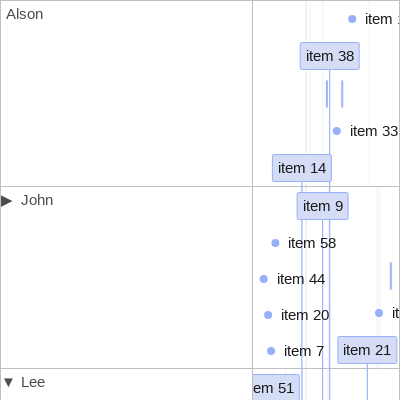 Alson
item
item 38
item 33
item 14
▶ John
item 9
item 58
item 44
item 20
item 7
item 21
▼ Lee
em 51